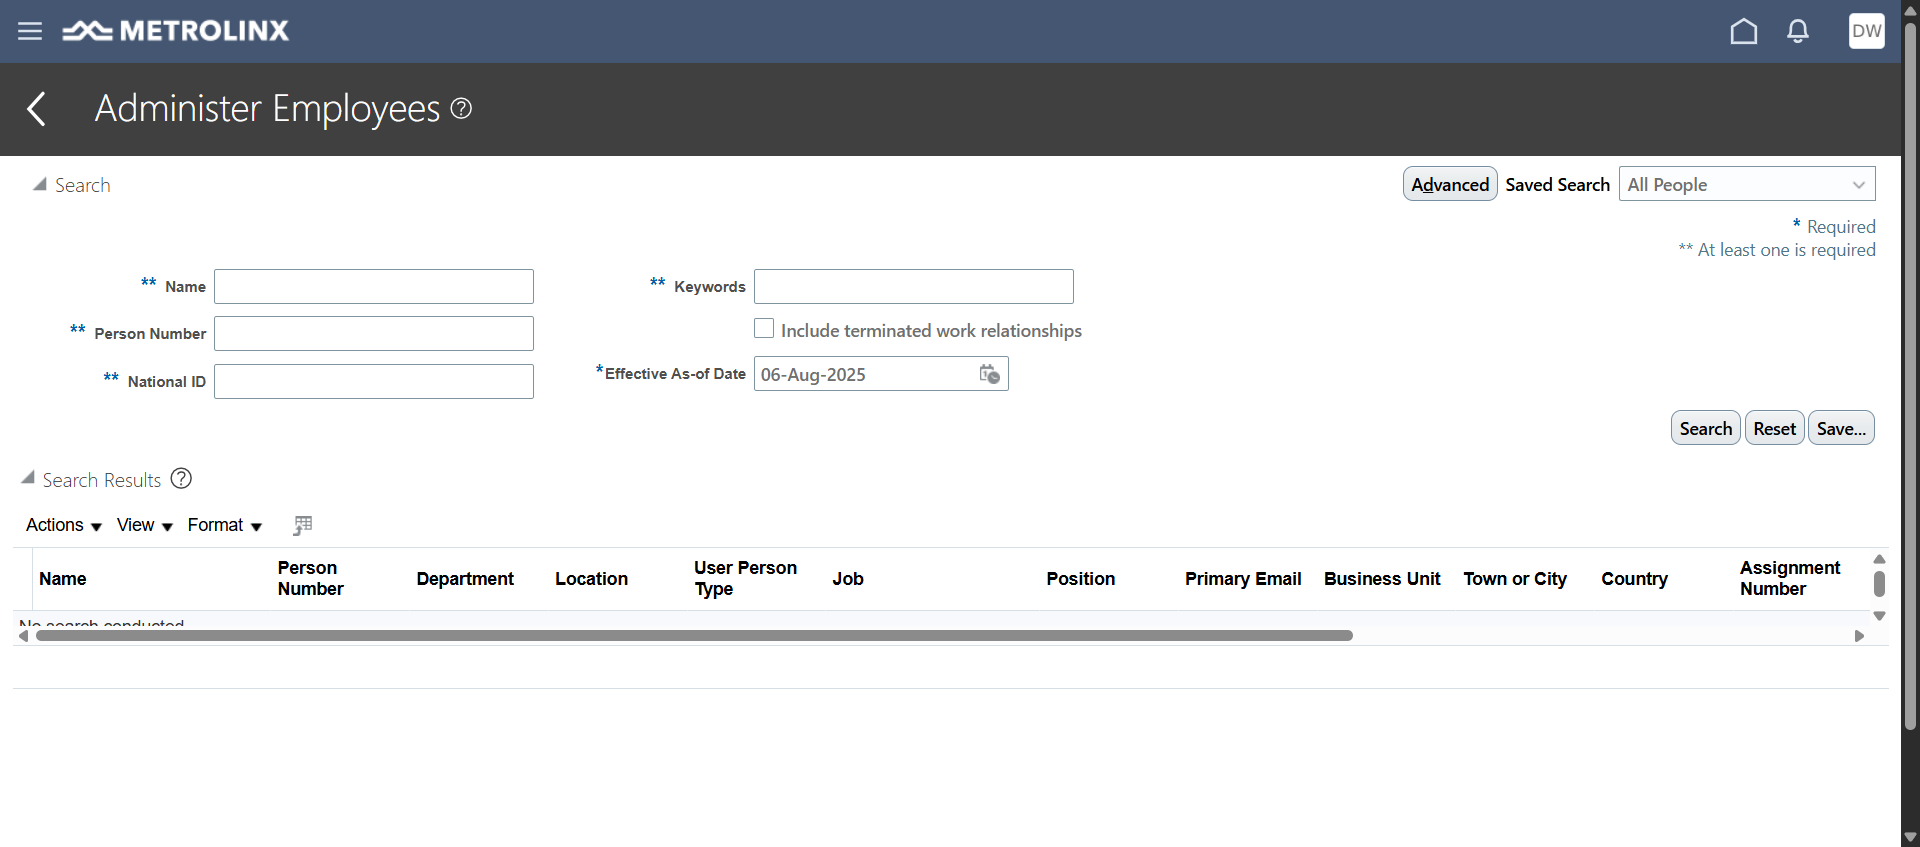 METROLINX
DW
Administer Employees
Search
Advanced Saved Search All People
* Required
** At least one is required
** Name
** Keywords
** Person Number
Include terminated work relationships
** National ID
*Effective As-of Date 06-Aug-2025
Search Reset Save...
Search Results
Actions View Format
Name Person Number Department Location User Person Type Job Position Primary Email Business Unit Town or City Country Assignment Number
No search conducted